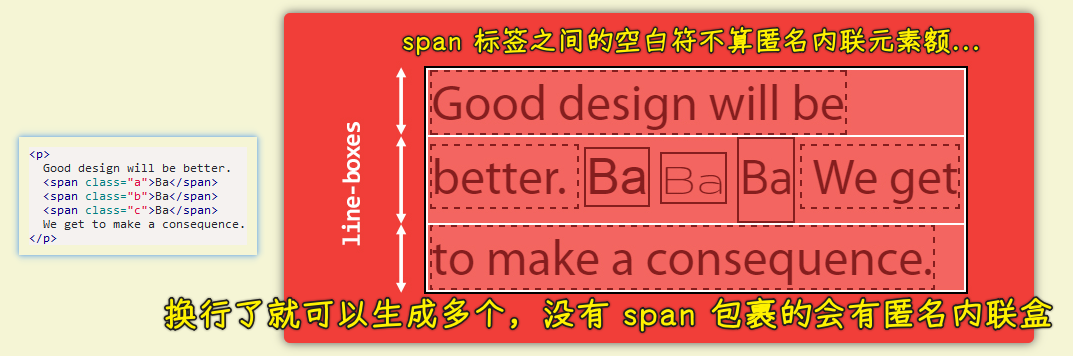 span 标签之间的空白符不算匿名内联元素额...
<p>
Good design will be better.
<span class="a">Ba</span>
<span class="b">Ba</span>
<span class="c">Ba</span>
We get to make a consequence.
</p>
line-boxes
Good design will be
better. Ba Ba Ba We get
to make a consequence.
换行了就可以生成多个，没有 span 包裹的会有匿名内联盒